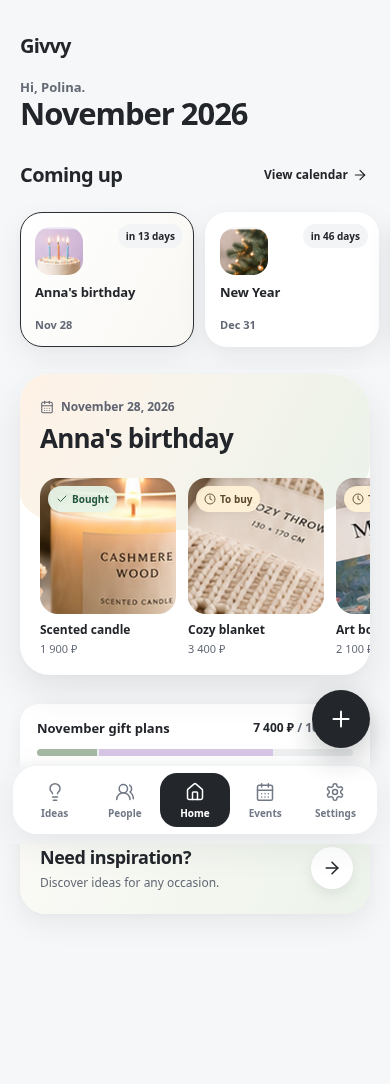 Givvy
Hi, Polina.
November 2026
Coming up
View calendar
in 13 days
Anna's birthday
Nov 28
in 46 days
New Year
Dec 31
November 28, 2026
Anna's birthday
Bought
CASHMERE
WOOD
SCENTED CANDLE
Scented candle
1 900 ₽
To buy
COZY THROW
130 × 170 CM
Cozy blanket
3 400 ₽
Art
2 100
November gift plans
7 400 ₽ /
Ideas
People
Home
Events
Settings
Need inspiration?
Discover ideas for any occasion.